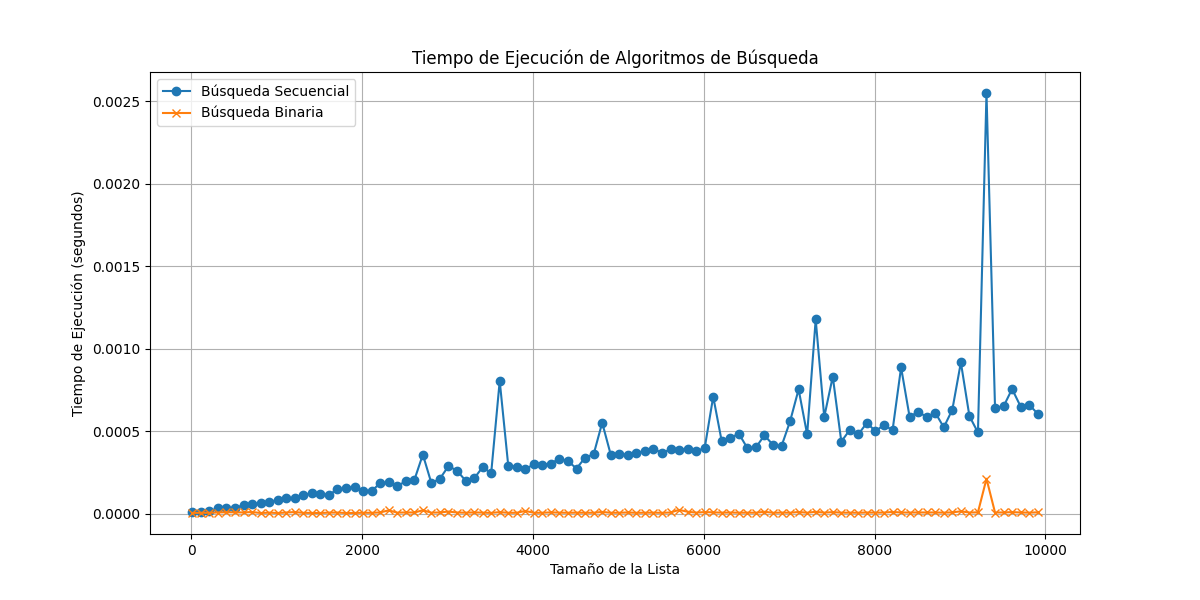 Tiempo de Ejecución de Algoritmos de Búsqueda
Búsqueda Secuencial
Búsqueda Binaria
Tiempo de Ejecución (segundos)
0.0025
0.0020
0.0015
0.0010
0.0005
0.0000
0 2000 4000 6000 8000 10000
Tamaño de la Lista